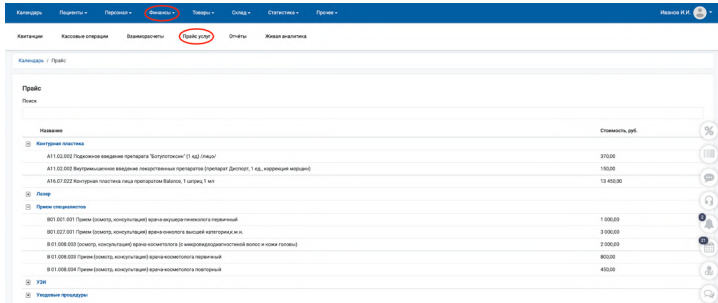 Календарь Пациенты Персонал Финансы Товары Склад Статистика Прочее Иванов И.И.
Квитанции Кассовые операции Взаиморасчеты Прайс услуг Отчёты Живая аналитика
Календарь / Прайс
Прайс
Поиск
Название Стоимость, руб.
Контурная пластика
A11.02.002 Подкожное введение препарата "Ботулотоксин" (1 ед) /лицо/ 370,00
A11.02.002 Внутримышечное введение лекарственных препаратов (препарат Диспорт, 1 ед., коррекция морщин) 150,00
A16.07.022 Контурная пластика лица препаратом Balance, 1 шприц 1 мл 13 450,00
Лазер
Прием специалистов
B01.001.001 Прием (осмотр, консультация) врача-акушера-гинеколога первичный 1 000,00
B01.027.001 Прием (осмотр, консультация) врача-онколога высшей категории,к.м.н. 3 000,00
B 01.008.003 (осмотр, консультация) врача-косметолога (с микровидеодиагностикой волос и кожи головы) 2 000,00
B 01.008.003 Прием (осмотр, консультация) врача-косметолога первичный 800,00
B 01.008.004 Прием (осмотр, консультация) врача-косметолога повторный 450,00
УЗИ
Уходовые процедуры
%
2
21